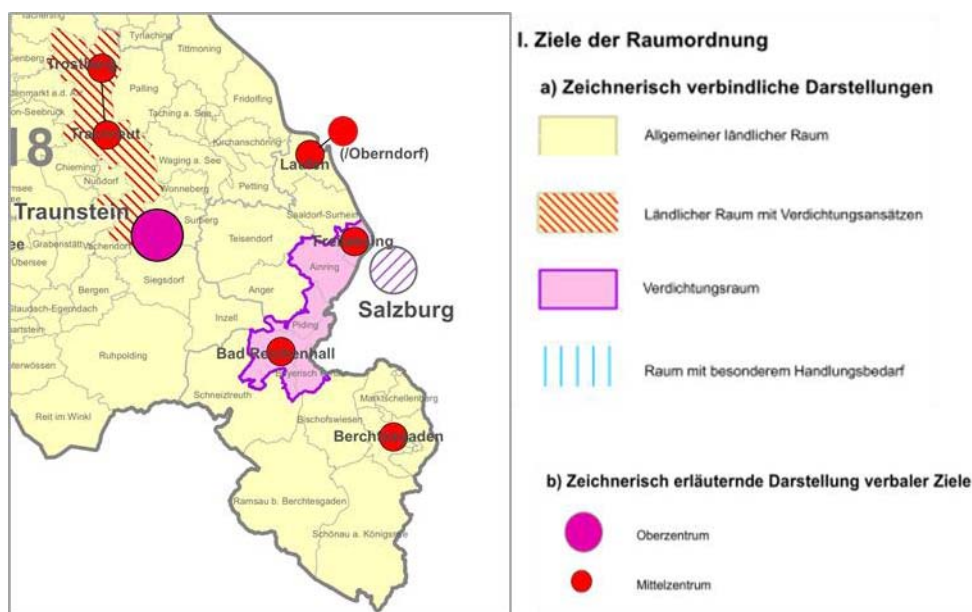 Tyrlaching
Tittmoning
Palling
Fridolfing
Taching a. See
Kirchanschöring
(/Oberndorf)
Laufen
18
Chieming
Waging a. See
Nußdorf
Wonneberg
Petting
Traunstein
Surberg
Saaldorf-Surheim
Teisendorf
Grabenstätt
Vachendorf
Übersee
Ainring
Siegsdorf
Bergen
Anger
Salzburg
Staudach-Egerndach
Inzell
Piding
Ruhpolding
Bad Reichenhall
Schneizlreuth
Marktschellenberg
Reit im Winkl
Bischofswiesen
Berchtesgaden
Ramsau b. Berchtesgaden
Schönau a. Königssee
I. Ziele der Raumordnung
a) Zeichnerisch verbindliche Darstellungen
Allgemeiner ländlicher Raum
Ländlicher Raum mit Verdichtungsansätzen
Verdichtungsraum
Raum mit besonderem Handlungsbedarf
b) Zeichnerisch erläuternde Darstellung verbaler Ziele
Oberzentrum
Mittelzentrum